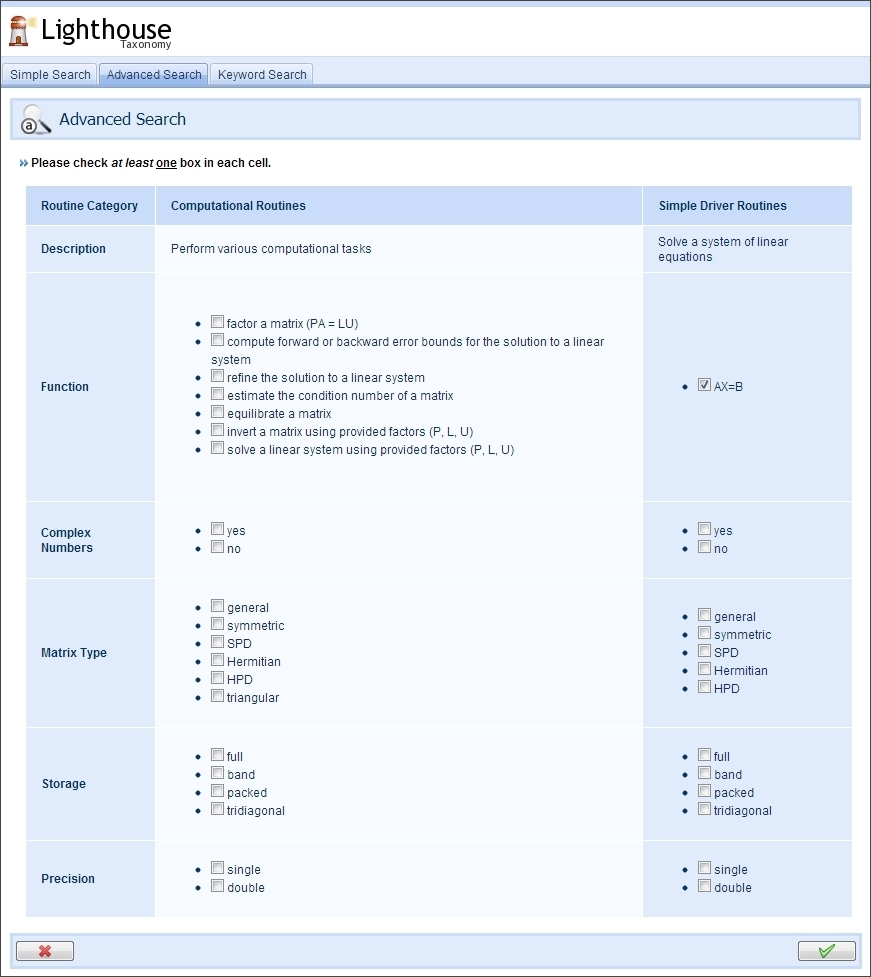 Lighthouse
Taxonomy
Simple Search
Advanced Search
Keyword Search
a
Advanced Search
» Please check at least one box in each cell.
Routine Category
Computational Routines
Simple Driver Routines
Description
Perform various computational tasks
Solve a system of linear
equations
Function
factor a matrix (PA = LU)
compute forward or backward error bounds for the solution to a linear
system
refine the solution to a linear system
estimate the condition number of a matrix
equilibrate a matrix
invert a matrix using provided factors (P, L, U)
solve a linear system using provided factors (P, L, U)
AX=B
Complex
Numbers
yes
no
yes
no
Matrix Type
general
symmetric
SPD
Hermitian
HPD
triangular
general
symmetric
SPD
Hermitian
HPD
Storage
full
band
packed
tridiagonal
full
band
packed
tridiagonal
Precision
single
double
single
double